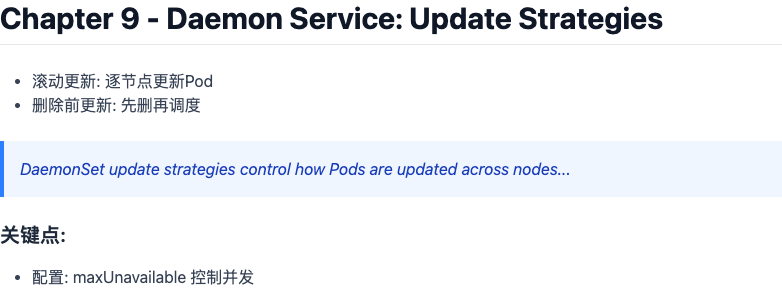 Chapter 9 - Daemon Service: Update Strategies
滚动更新: 逐节点更新Pod
删除前更新: 先删再调度
DaemonSet update strategies control how Pods are updated across nodes...
关键点:
配置: maxUnavailable 控制并发